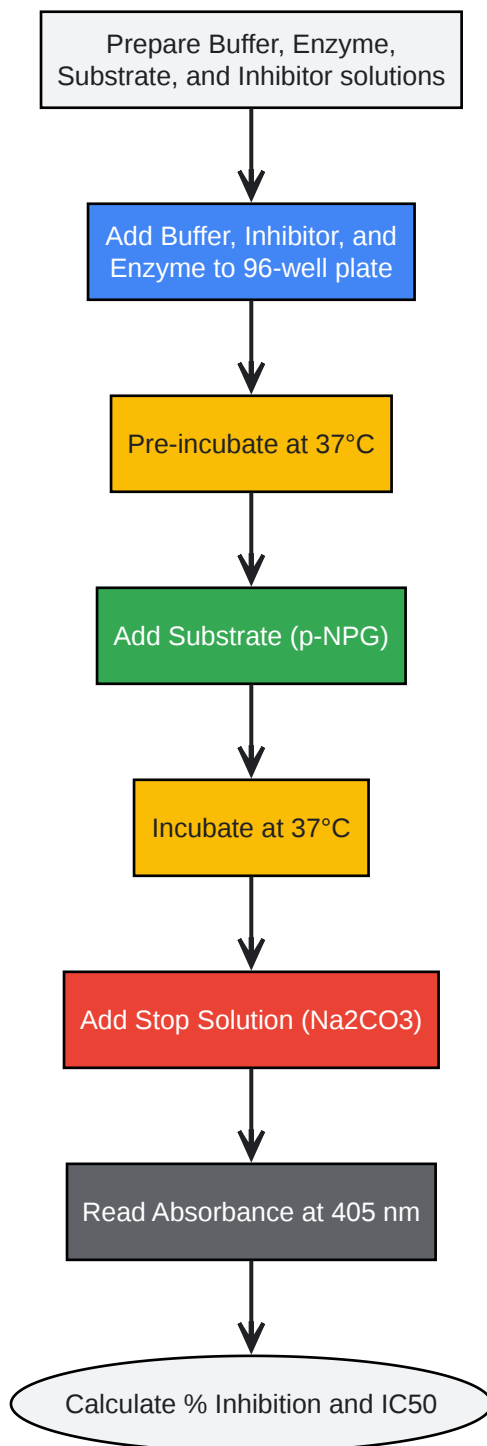 Prepare Buffer, Enzyme,
Substrate, and Inhibitor solutions
Add Buffer, Inhibitor, and
Enzyme to 96-well plate
Pre-incubate at 37°C
Add Substrate (p-NPG)
Incubate at 37°C
Add Stop Solution (Na2CO3)
Read Absorbance at 405 nm
Calculate % Inhibition and IC50